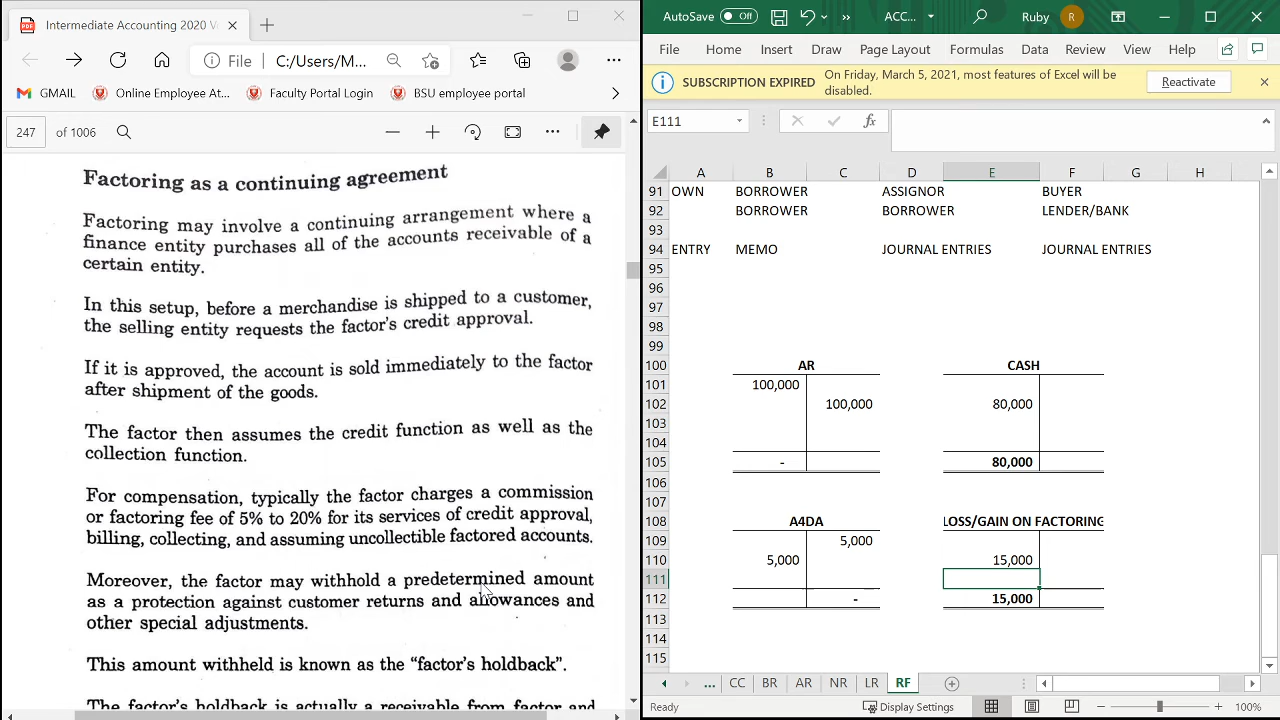 Intermediate Accounting 2020 V
File C:/Users/M...
GMAIL Online Employee At... Faculty Portal Login BSU employee portal
247 of 1006
Factoring as a continuing agreement
Factoring may involve a continuing arrangement where a
finance entity purchases all of the accounts receivable of a
certain entity.
In this setup, before a merchandise is shipped to a customer,
the selling entity requests the factor's credit approval.
If it is approved, the account is sold immediately to the factor
after shipment of the goods.
The factor then assumes the credit function as well as the
collection function.
For compensation, typically the factor charges a commission
or factoring fee of 5% to 20% for its services of credit approval,
billing, collecting, and assuming uncollectible factored accounts.
Moreover, the factor may withhold a predetermined amount
as a protection against customer returns and allowances and
other special adjustments.
This amount withheld is known as the "factor's holdback".
The factor's holdback is actually a receivable from factor and
AutoSave Off ACC... Ruby R
File Home Insert Draw Page Layout Formulas Data Review View Help
SUBSCRIPTION EXPIRED On Friday, March 5, 2021, most features of Excel will be
disabled. Reactivate
E111 fx
A B C D E F G H
91 OWN BORROWER ASSIGNOR BUYER
92 BORROWER BORROWER LENDER/BANK
93
94 ENTRY MEMO JOURNAL ENTRIES JOURNAL ENTRIES
95
96
97
98
99
100 AR CASH
101 100,000
102 100,000 80,000
103
104
105 - 80,000
106
107
108 A4DA LOSS/GAIN ON FACTORING
109 5,000
110 5,000 15,000
111
112 - 15,000
113
114
115
... CC BR AR NR LR RF
Ready Display Settings 100%